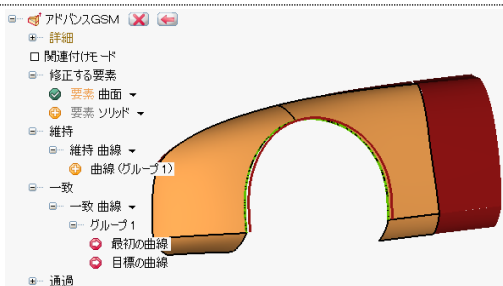 アドバンスGSM
詳細
関連付けモード
修正する要素
要素 曲面
要素 ソリッド
維持
維持 曲線
曲線 (グループ 1)
一致
一致 曲線
グループ 1
最初の曲線
目標の曲線
通過